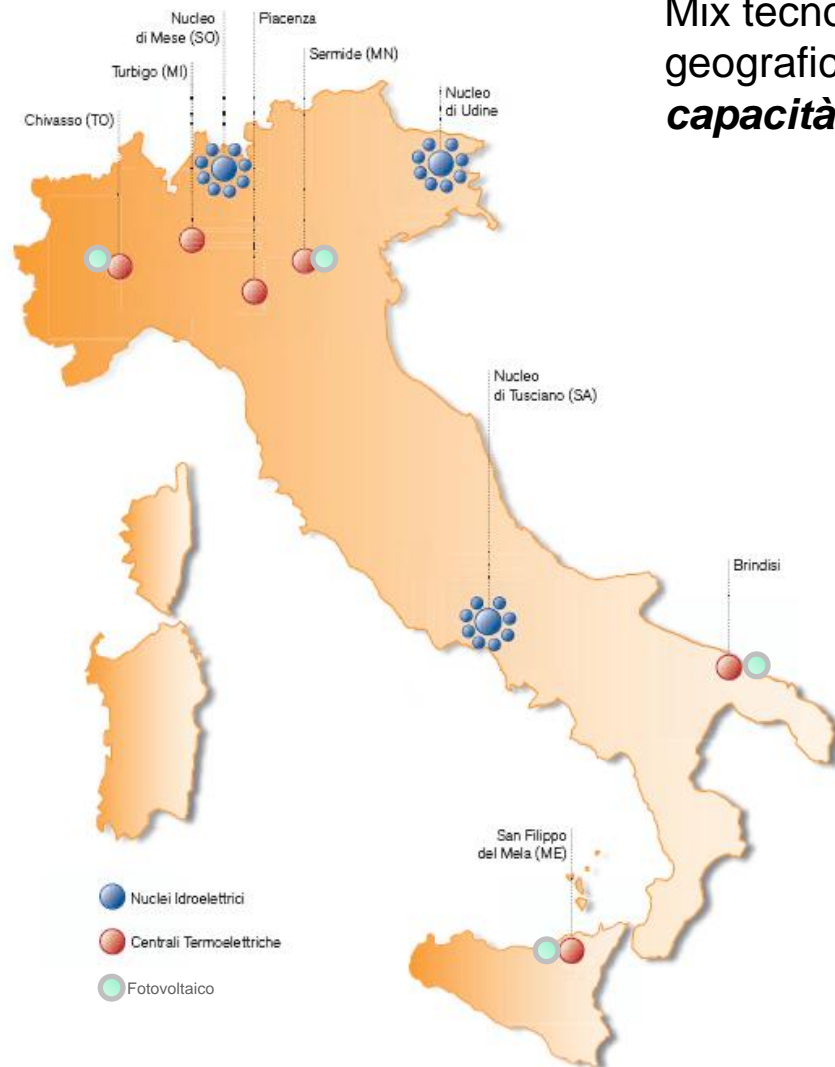 Mix tecno
geografic
capacità
Nucleo
di Mese (SO)
Piacenza
Sermide (MN)
Turbigo (MI)
Nucleo
di Udine
Chivasso (TO)
Nucleo
di Tusciano (SA)
Brindisi
San Filippo
del Mela (ME)
Nuclei Idroelettrici
Centrali Termoelettriche
Fotovoltaico